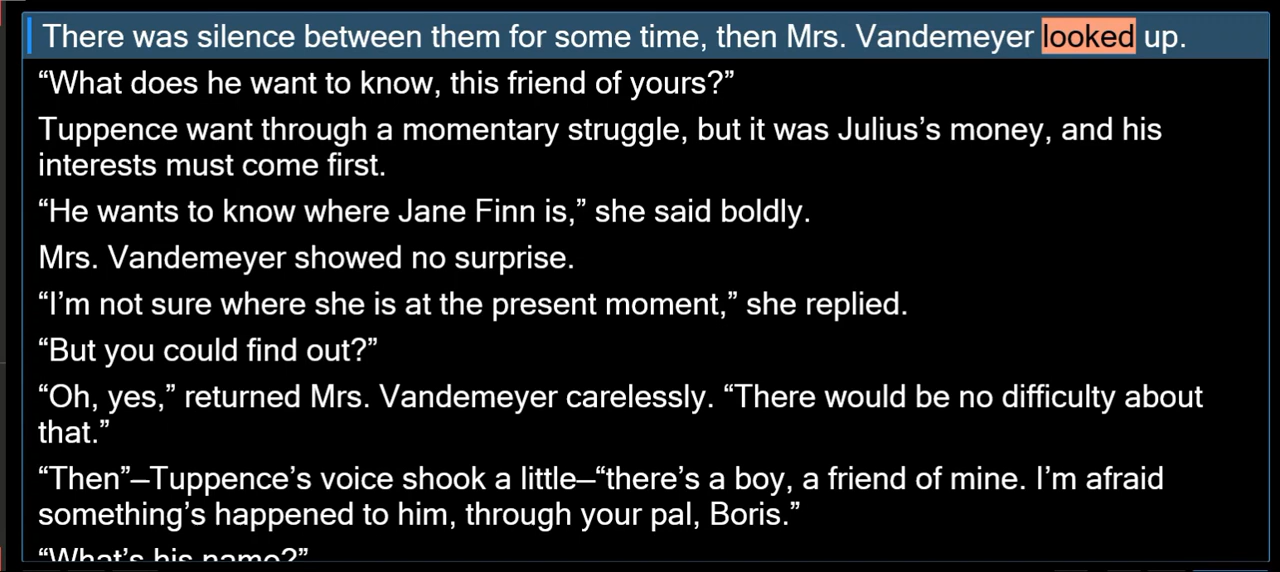 There was silence between them for some time, then Mrs. Vandemeyer looked up.
“What does he want to know, this friend of yours?”
Tuppence want through a momentary struggle, but it was Julius’s money, and his
interests must come first.
“He wants to know where Jane Finn is,” she said boldly.
Mrs. Vandemeyer showed no surprise.
“I’m not sure where she is at the present moment,” she replied.
“But you could find out?”
“Oh, yes,” returned Mrs. Vandemeyer carelessly. “There would be no difficulty about
that.”
“Then”—Tuppence’s voice shook a little—“there’s a boy, a friend of mine. I’m afraid
something’s happened to him, through your pal, Boris.”
“What’s his name?”